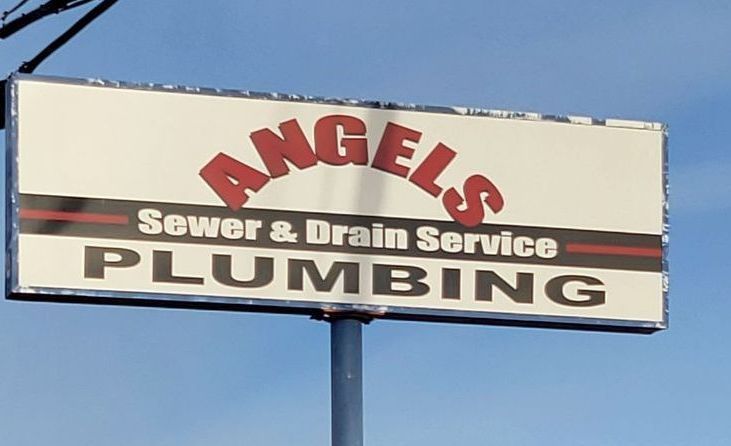 ANGELS
Sewer & Drain Service
PLUMBING